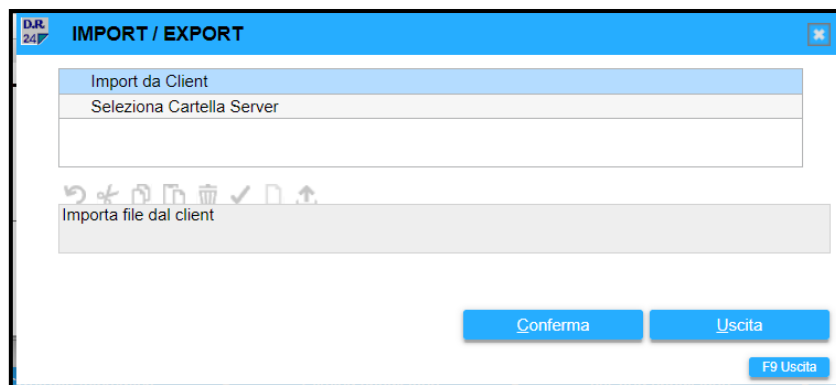 D.R.
24
IMPORT / EXPORT
Import da Client
Seleziona Cartella Server
Importa file dal client
Conferma
Uscita
F9 Uscita